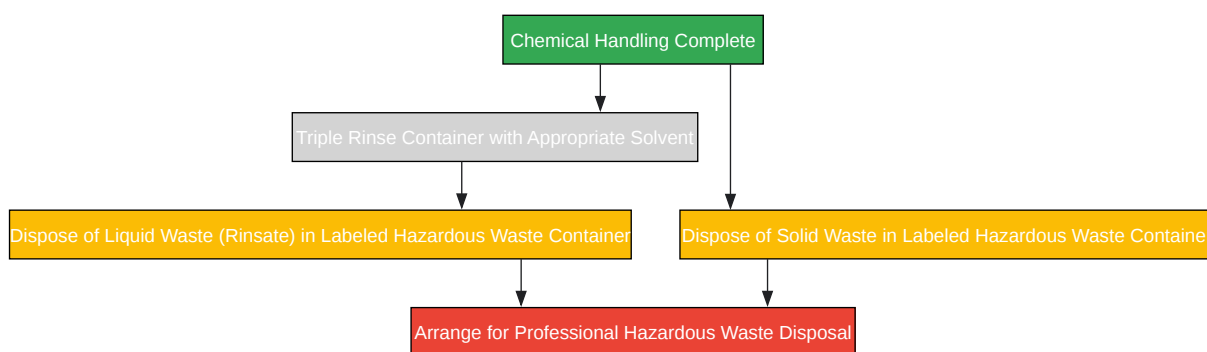 Chemical Handling Complete
Triple Rinse Container with Appropriate Solvent
Dispose of Liquid Waste (Rinsate) in Labeled Hazardous Waste Container
Dispose of Solid Waste in Labeled Hazardous Waste Containe
Arrange for Professional Hazardous Waste Disposal